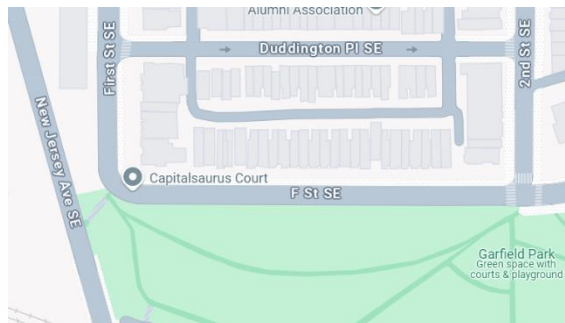 Alumni Association
Duddington Pl SE
First St SE
2nd St SE
New Jersey Ave SE
Capitalsaurus Court
F St SE
Garfield Park
Green space with
courts & playground